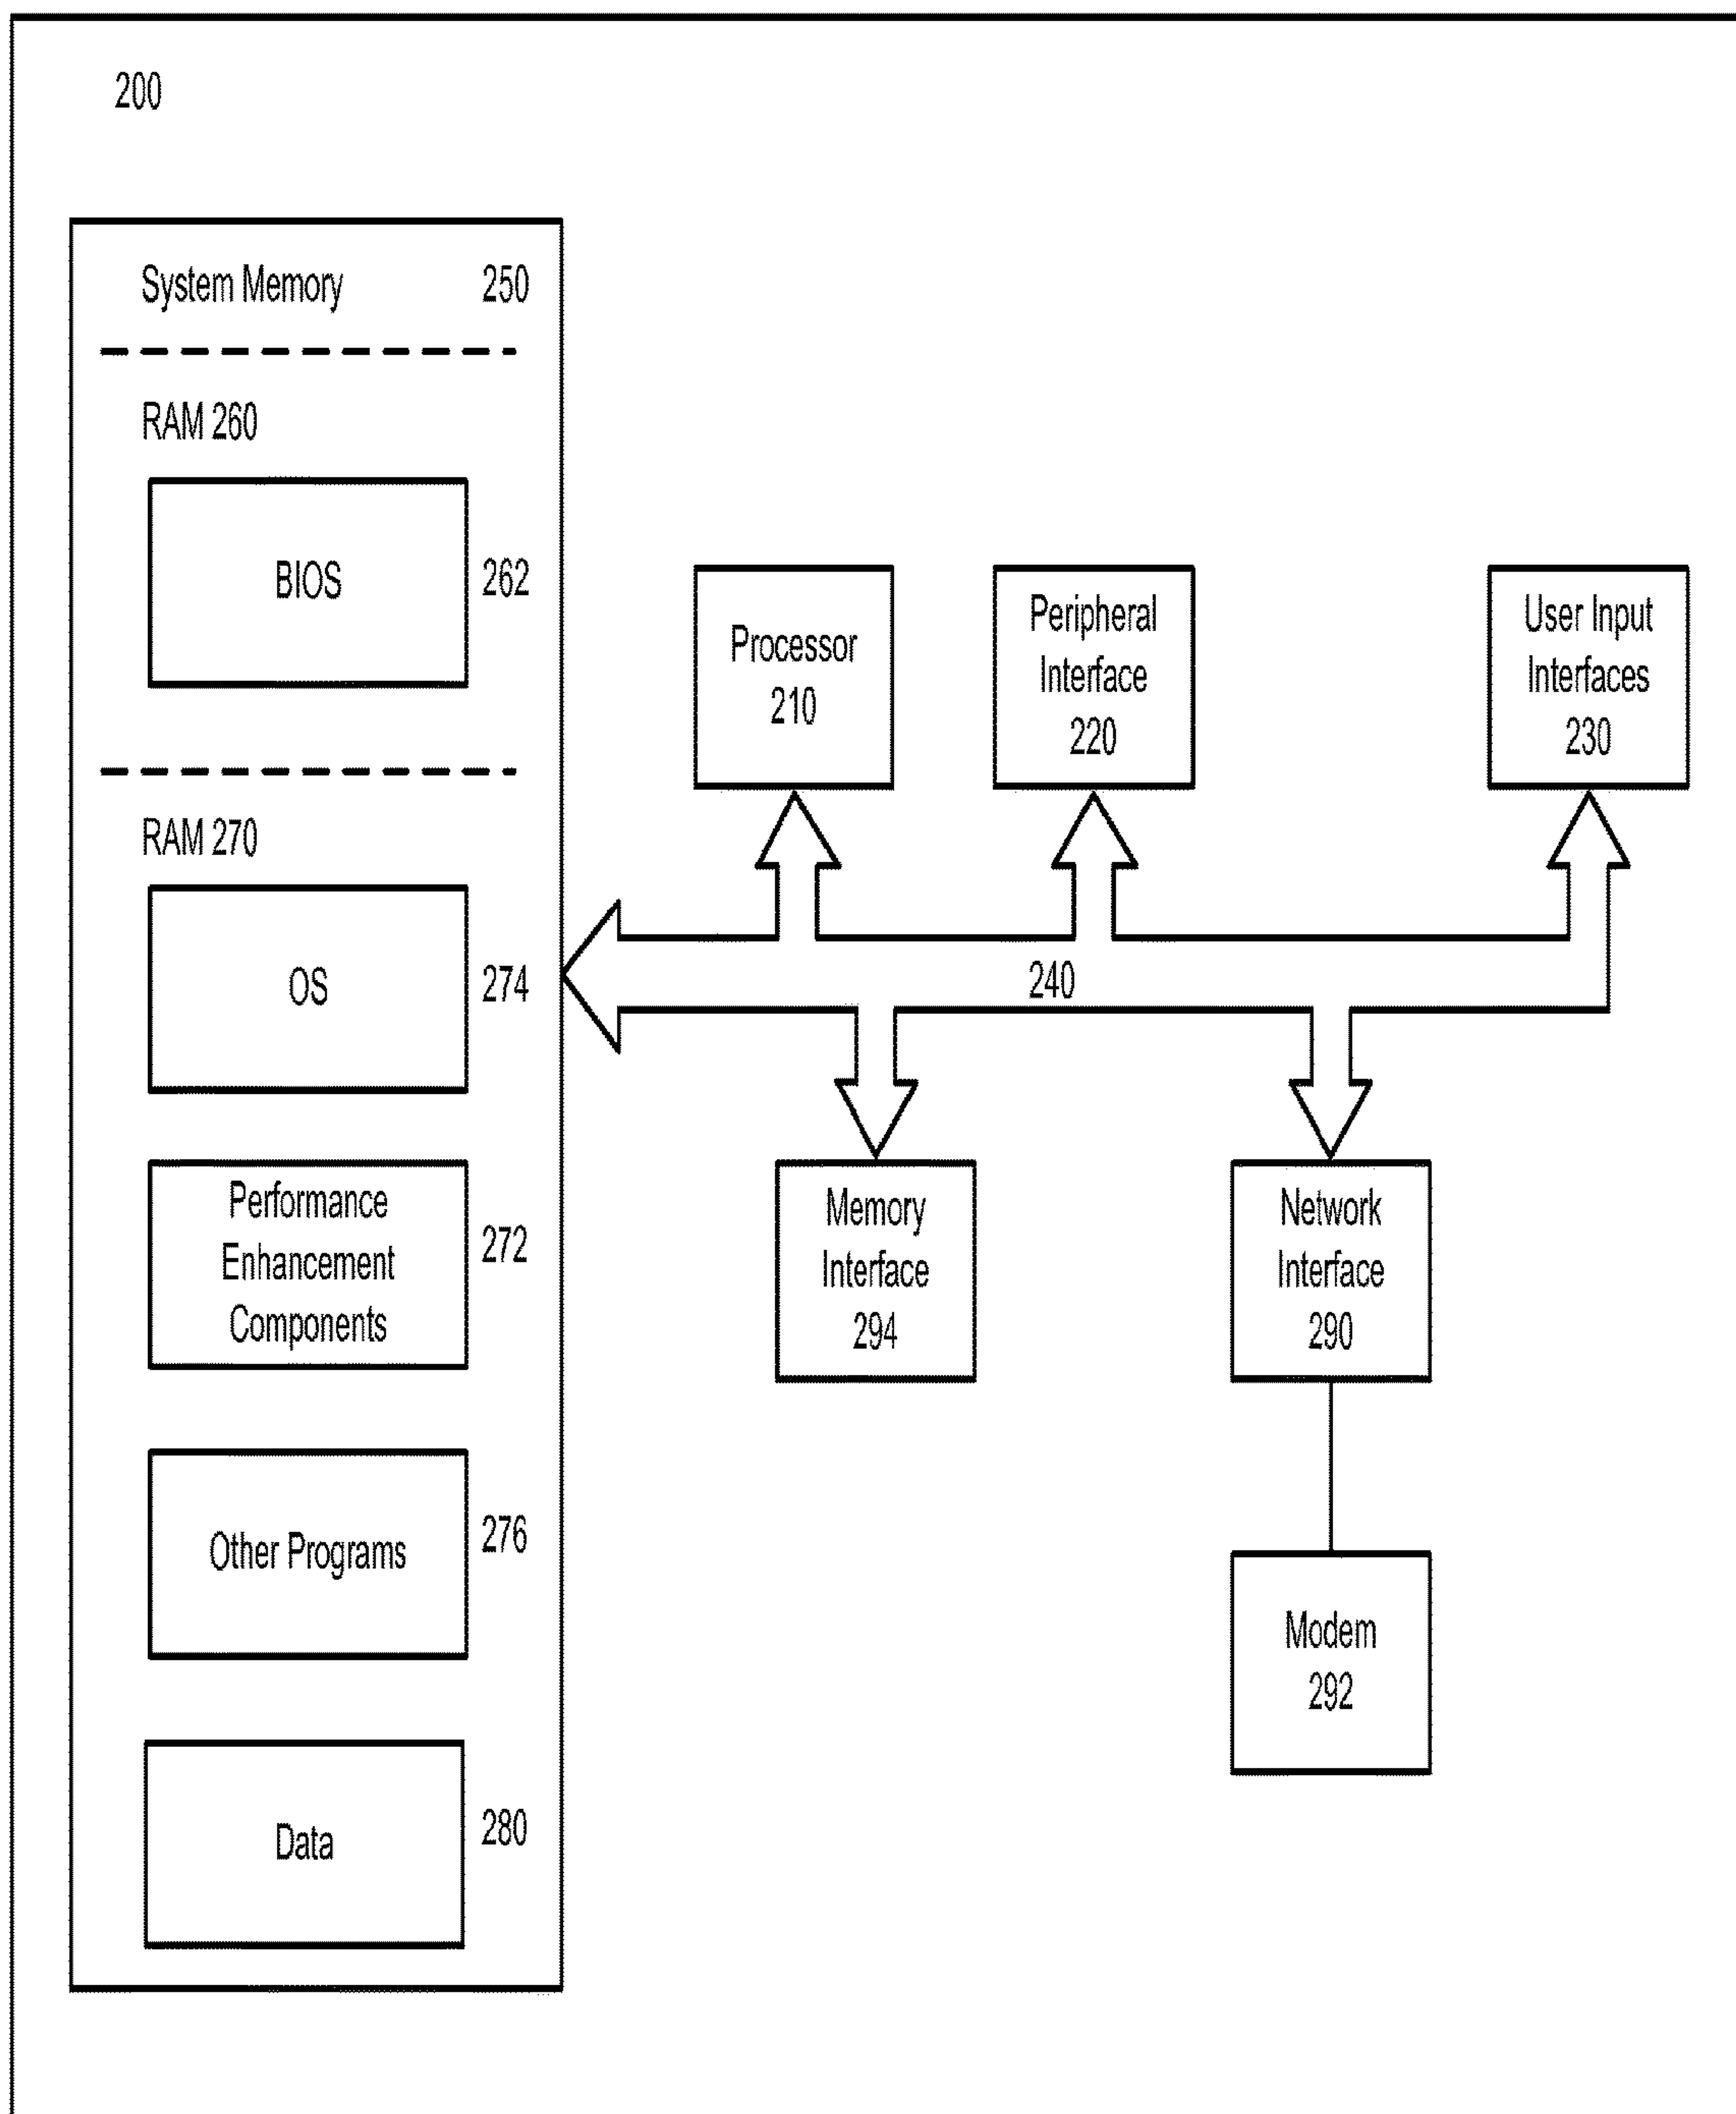 200
System Memory 250
RAM 260
BIOS 262
RAM 270
OS 274
Performance
Enhancement
Components
272
Other Programs 276
Data 280
Processor
210
Peripheral
Interface
220
User Input
Interfaces
230
240
Memory
Interface
294
Network
Interface
290
Modem
292